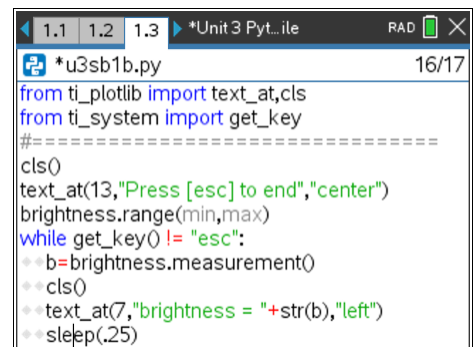 1.1 1.2 1.3 *Unit 3 Pyt...ile RAD
*u3sb1b.py 16/17
from ti_plotlib import text_at,cls
from ti_system import get_key
#=================================
cls()
text_at(13,"Press [esc] to end","center")
brightness.range(min,max)
while get_key() != "esc":
◆◆b=brightness.measurement()
◆◆cls()
◆◆text_at(7,"brightness = "+str(b),"left")
◆◆sleep(.25)